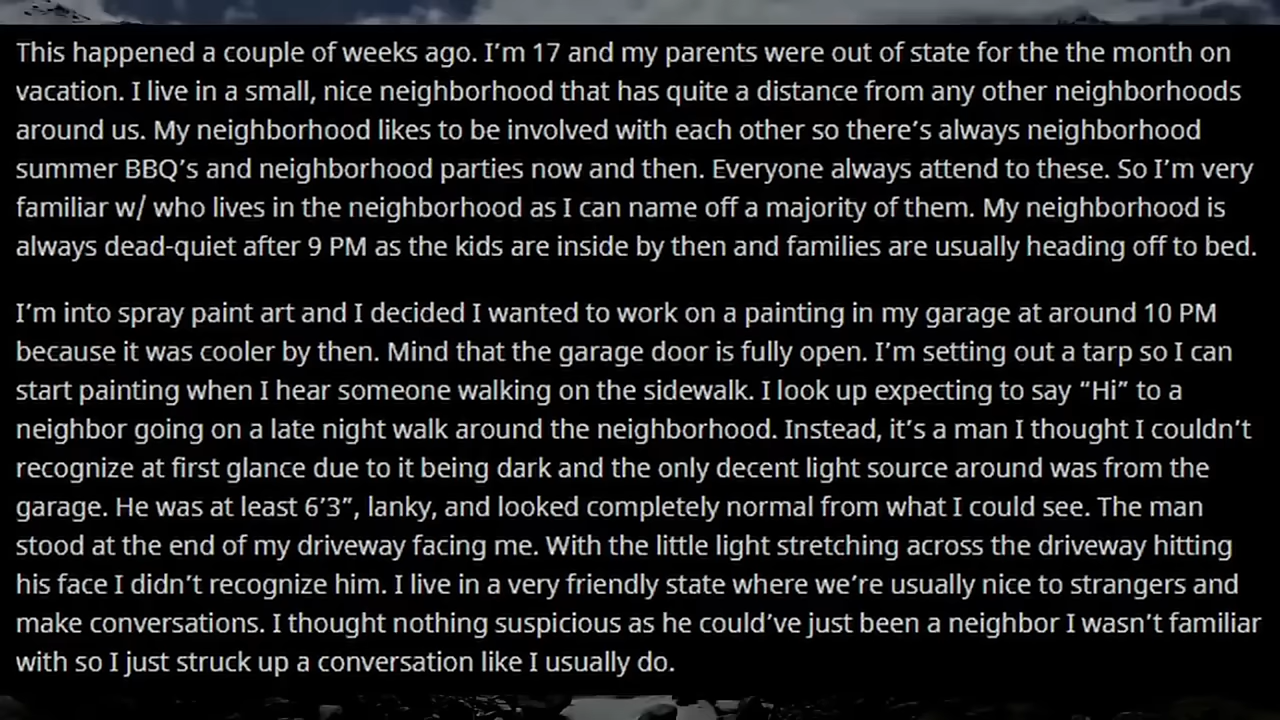 This happened a couple of weeks ago. I’m 17 and my parents were out of state for the the month on
vacation. I live in a small, nice neighborhood that has quite a distance from any other neighborhoods
around us. My neighborhood likes to be involved with each other so there’s always neighborhood
summer BBQ’s and neighborhood parties now and then. Everyone always attend to these. So I’m very
familiar w/ who lives in the neighborhood as I can name off a majority of them. My neighborhood is
always dead-quiet after 9 PM as the kids are inside by then and families are usually heading off to bed.
I’m into spray paint art and I decided I wanted to work on a painting in my garage at around 10 PM
because it was cooler by then. Mind that the garage door is fully open. I’m setting out a tarp so I can
start painting when I hear someone walking on the sidewalk. I look up expecting to say “Hi” to a
neighbor going on a late night walk around the neighborhood. Instead, it’s a man I thought I couldn’t
recognize at first glance due to it being dark and the only decent light source around was from the
garage. He was at least 6’3”, lanky, and looked completely normal from what I could see. The man
stood at the end of my driveway facing me. With the little light stretching across the driveway hitting
his face I didn’t recognize him. I live in a very friendly state where we’re usually nice to strangers and
make conversations. I thought nothing suspicious as he could’ve just been a neighbor I wasn’t familiar
with so I just struck up a conversation like I usually do.